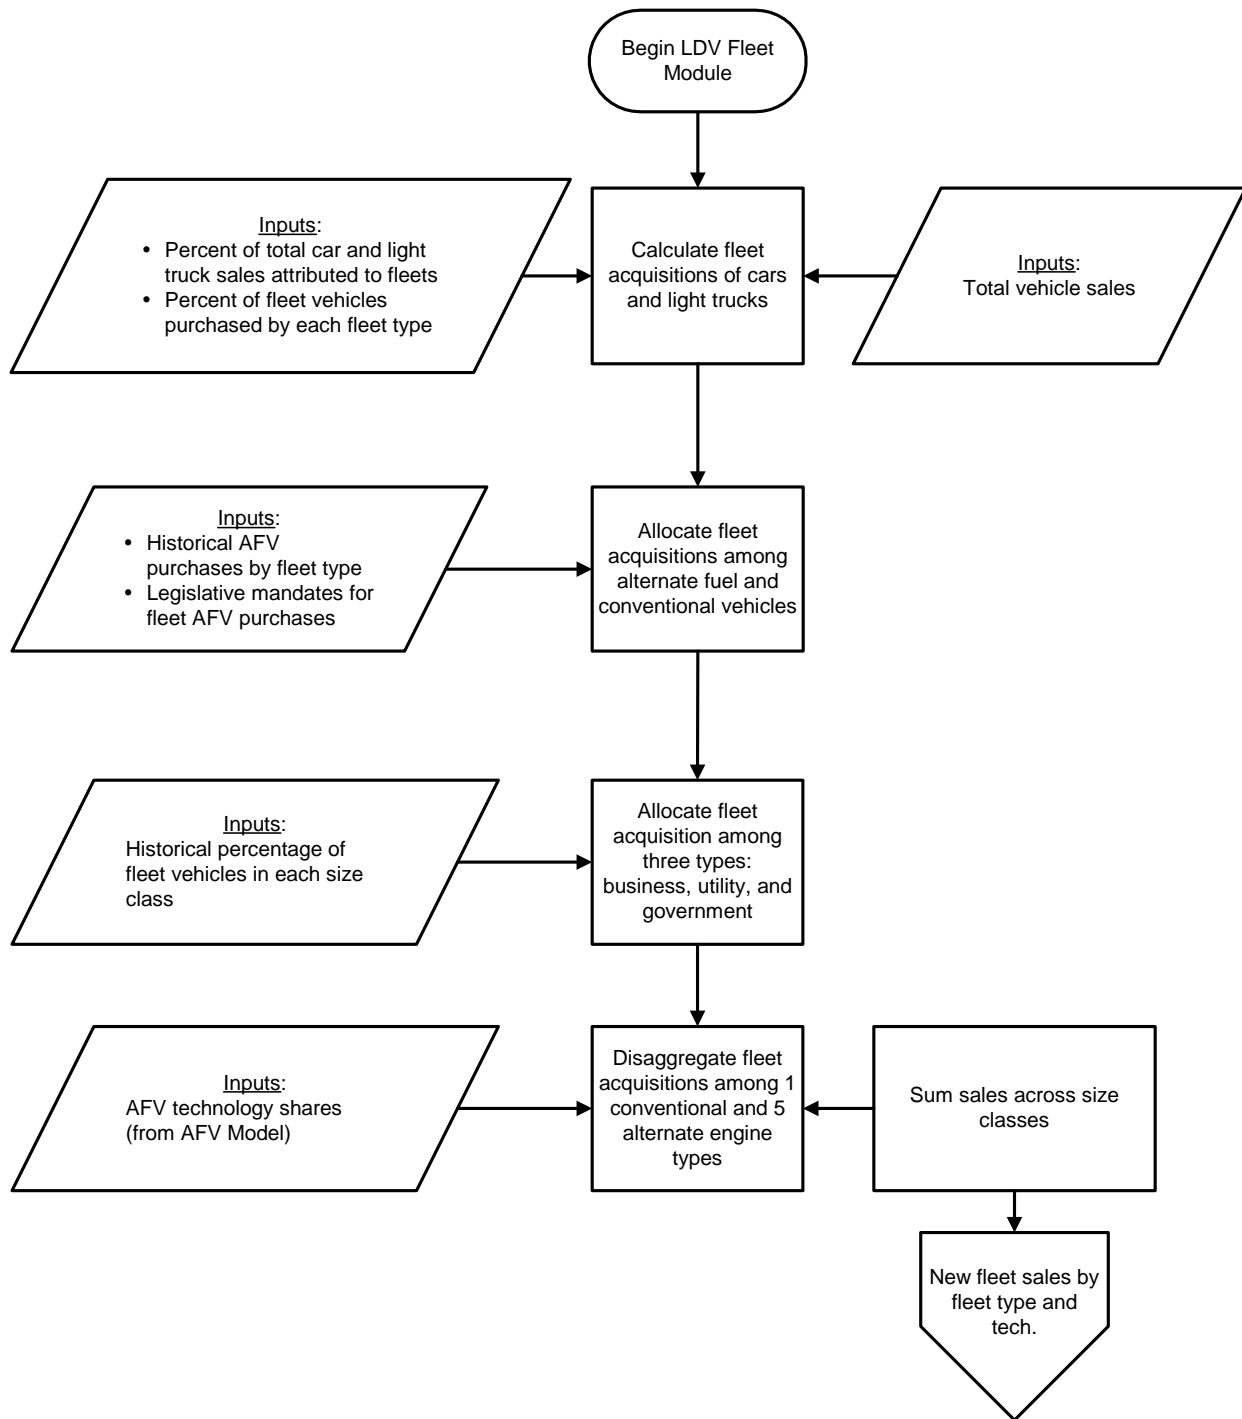 Begin LDV Fleet
Module
Inputs:
• Percent of total car and light
truck sales attributed to fleets
• Percent of fleet vehicles
purchased by each fleet type
Calculate fleet
acquisitions of cars
and light trucks
Inputs:
Total vehicle sales
Inputs:
• Historical AFV
purchases by fleet type
• Legislative mandates for
fleet AFV purchases
Allocate fleet
acquisitions among
alternate fuel and
conventional vehicles
Inputs:
Historical percentage of
fleet vehicles in each size
class
Allocate fleet
acquisition among
three types:
business, utility, and
government
Inputs:
AFV technology shares
(from AFV Model)
Disaggregate fleet
acquisitions among 1
conventional and 5
alternate engine
types
Sum sales across size
classes
New fleet sales by
fleet type and
tech.